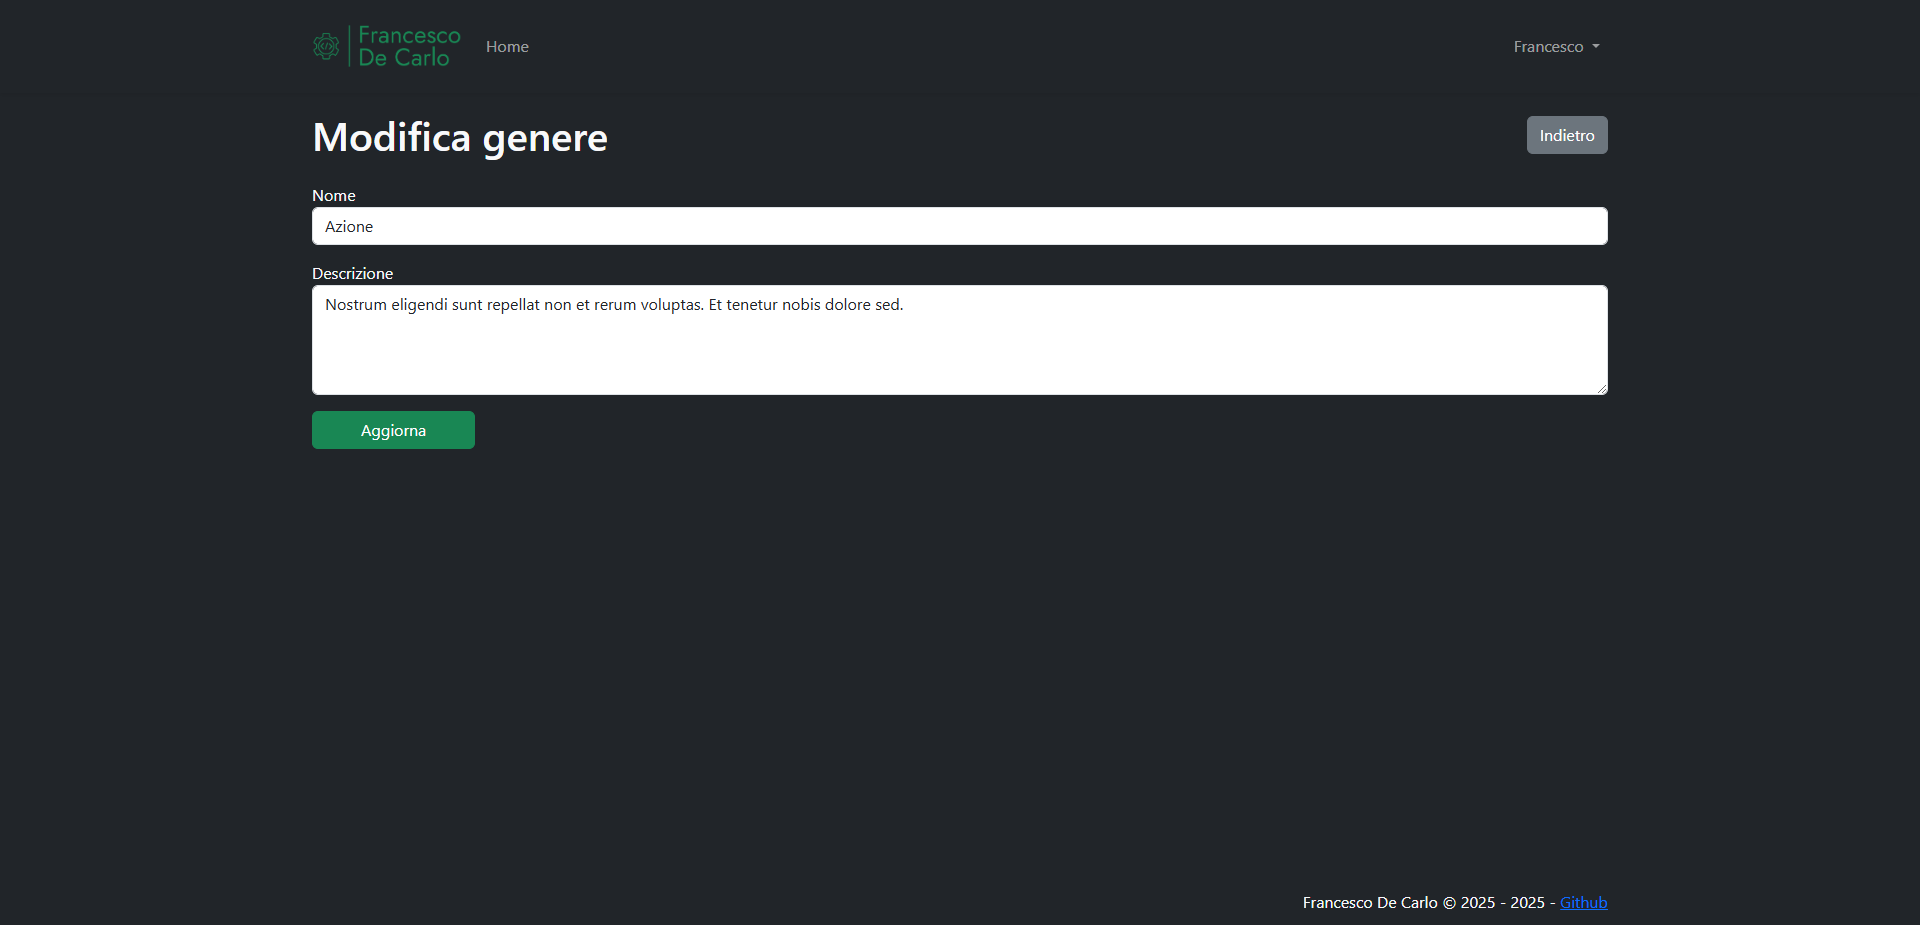 Francesco
De Carlo
Home
Francesco
Modifica genere
Indietro
Nome
Azione
Descrizione
Nostrum eligendi sunt repellat non et rerum voluptas. Et tenetur nobis dolore sed.
Aggiorna
Francesco De Carlo © 2025 - 2025 - Github